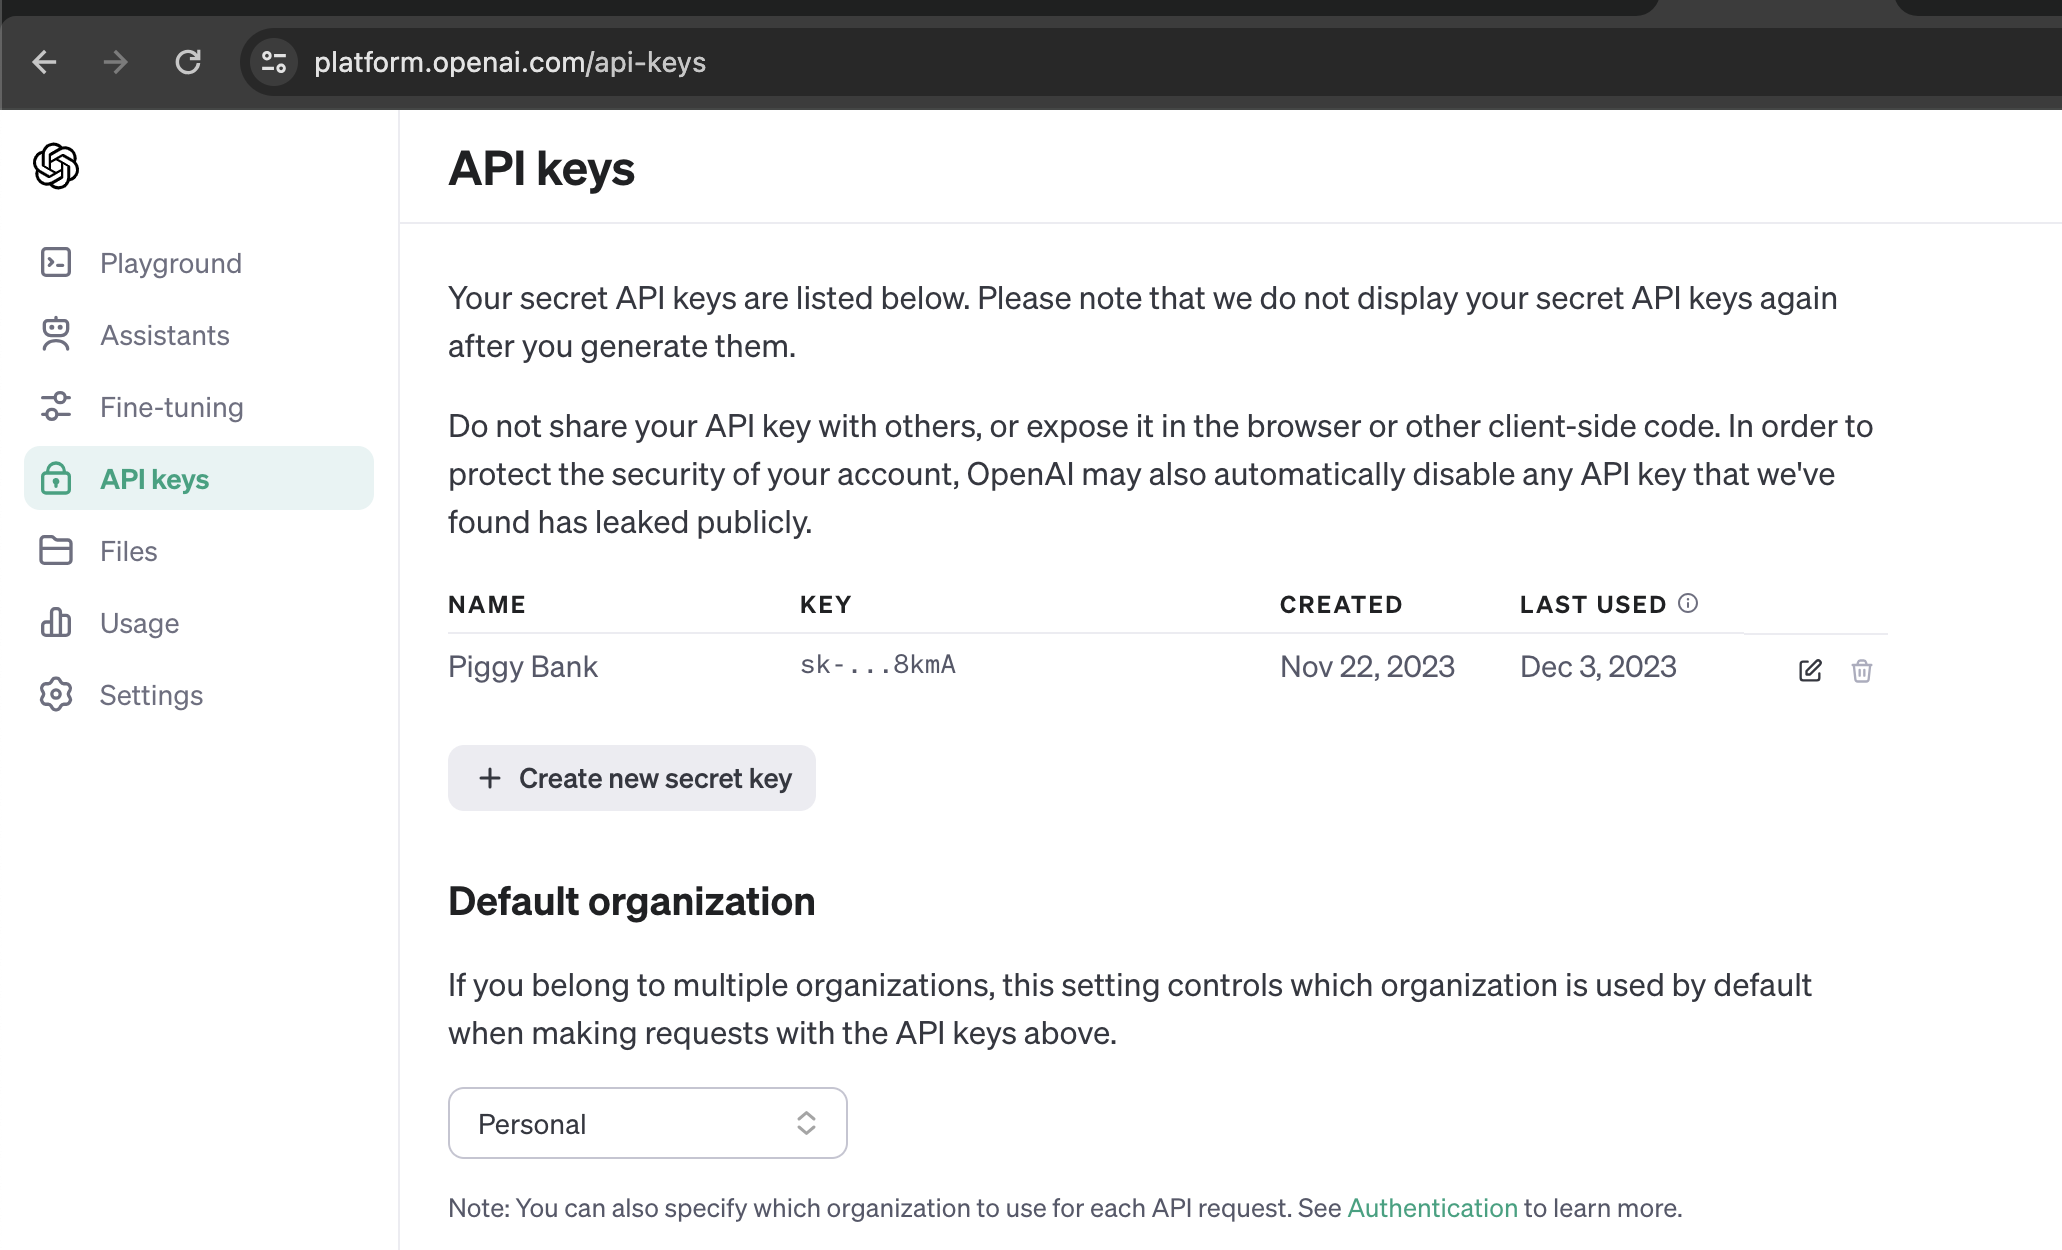 platform.openai.com/api-keys
API keys
Playground
Assistants
Fine-tuning
API keys
Files
Usage
Settings
Your secret API keys are listed below. Please note that we do not display your secret API keys again
after you generate them.
Do not share your API key with others, or expose it in the browser or other client-side code. In order to
protect the security of your account, OpenAI may also automatically disable any API key that we've
found has leaked publicly.
NAME KEY CREATED LAST USED
Piggy Bank sk-...8kmA Nov 22, 2023 Dec 3, 2023
+ Create new secret key
Default organization
If you belong to multiple organizations, this setting controls which organization is used by default
when making requests with the API keys above.
Personal
Note: You can also specify which organization to use for each API request. See Authentication to learn more.